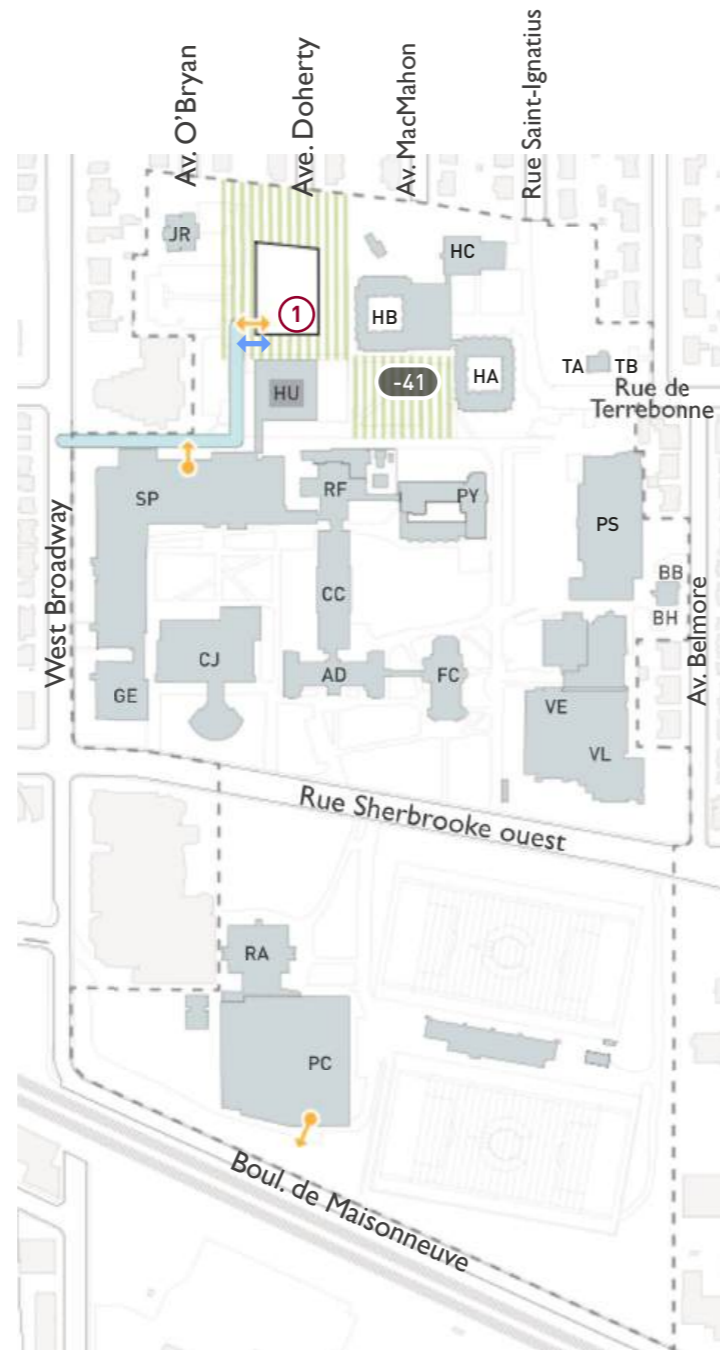 Av. O'Bryan
Ave. Doherty
Av. MacMahon
Rue Saint-Ignatius
JR
HC
1
HB
TA
TB
HA
-41
HU
Rue de
Terrebonne
SP
RF
PY
PS
West Broadway
BB
CC
BH
CJ
AD
FC
Av. Belmore
GE
VE
VL
Rue Sherbrooke ouest
RA
PC
Boul. de Maisonneuve